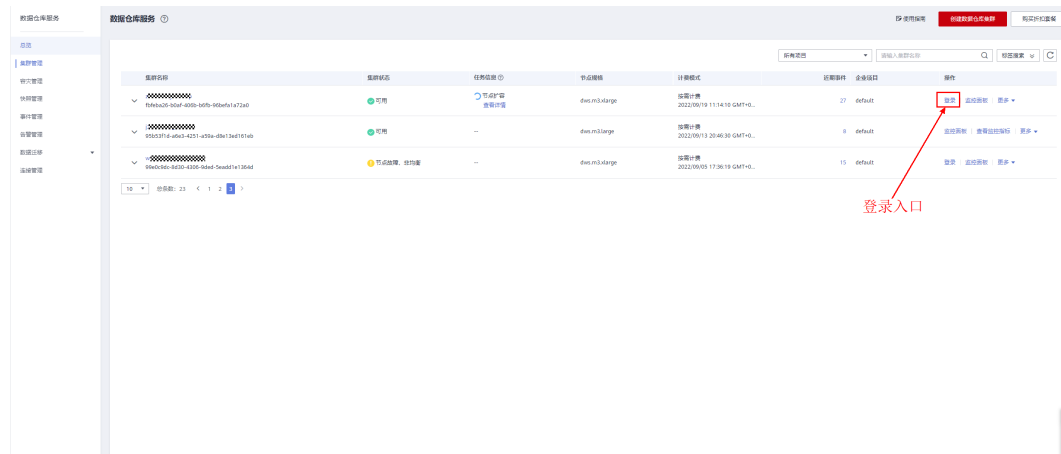 数据仓库服务
数据仓库服务
使用指南
创建数据仓库集群
购买折扣套餐
总览
集群管理
容灾管理
快照管理
事件管理
告警管理
数据迁移
连接管理
所有项目
请输入集群名称
标签搜索
集群名称 集群状态 任务信息 节点规格 计费模式 近期事件 企业项目 操作
可用 节点扩容 dws.m3.xlarge 按需计费 27 default 登录 监控面板 更多
fbfeba26-b0af-406b-b6fb-96befa1a72a0 查看详情 2022/09/19 11:14:10 GMT+0...
可用 -- dws.m3.large 按需计费 8 default 监控面板 查看监控指标 更多
95b53f1d-a6e3-4251-a59a-d8e13ed161eb 2022/09/13 20:46:30 GMT+0...
节点故障，非均衡 -- dws.m3.xlarge 按需计费 15 default 登录 监控面板 更多
99e0c9dc-8d30-4306-9ded-5eadd1e1364d 2022/09/05 17:36:19 GMT+0...
10 总条数: 23 < 1 2 3 >
登录入口